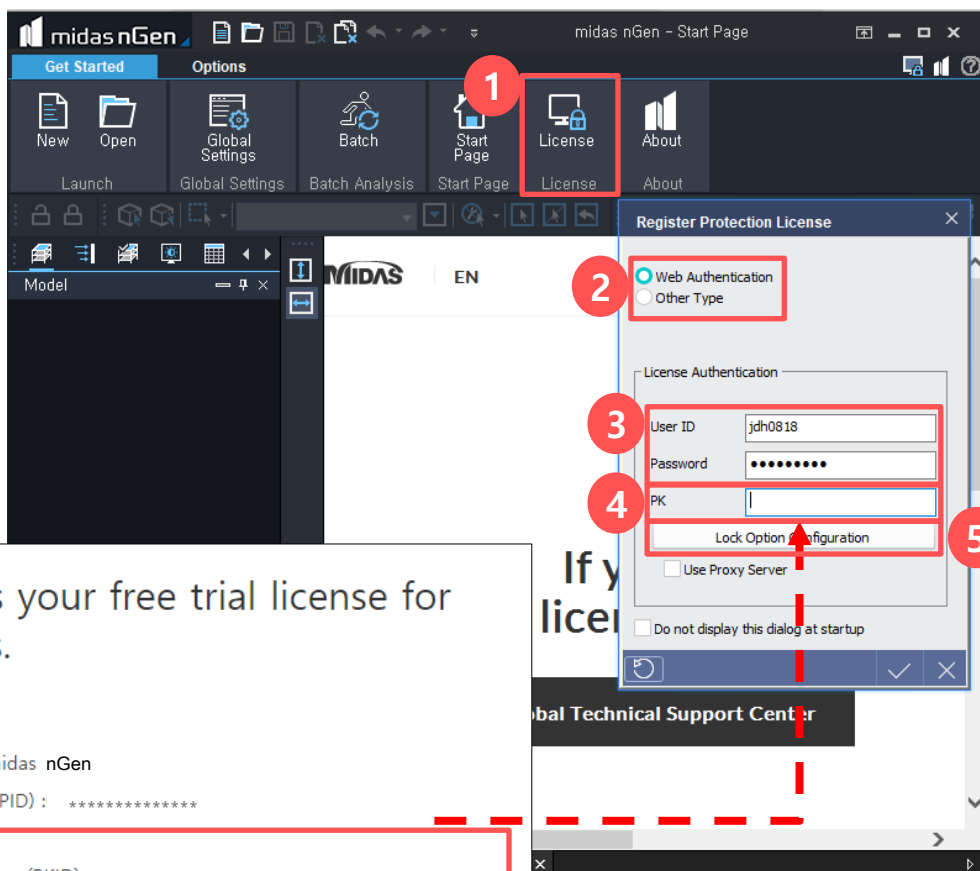 midas nGen
midas nGen - Start Page
Get Started
Options
1
New
Open
Global
Settings
Batch
Start
Page
License
About
Launch
Global Settings
Batch Analysis
Start Page
License
About
Model
MIDAS
EN
Register Protection License
2
Web Authentication
Other Type
License Authentication
3
User ID
jdh0818
Password
•••••••••
4
PK
5
Lock Option Configuration
Use Proxy Server
Do not display this dialog at startup
If y
licen
bal Technical Support Center
s your free trial license for
s.
idas nGen
PID) : **************